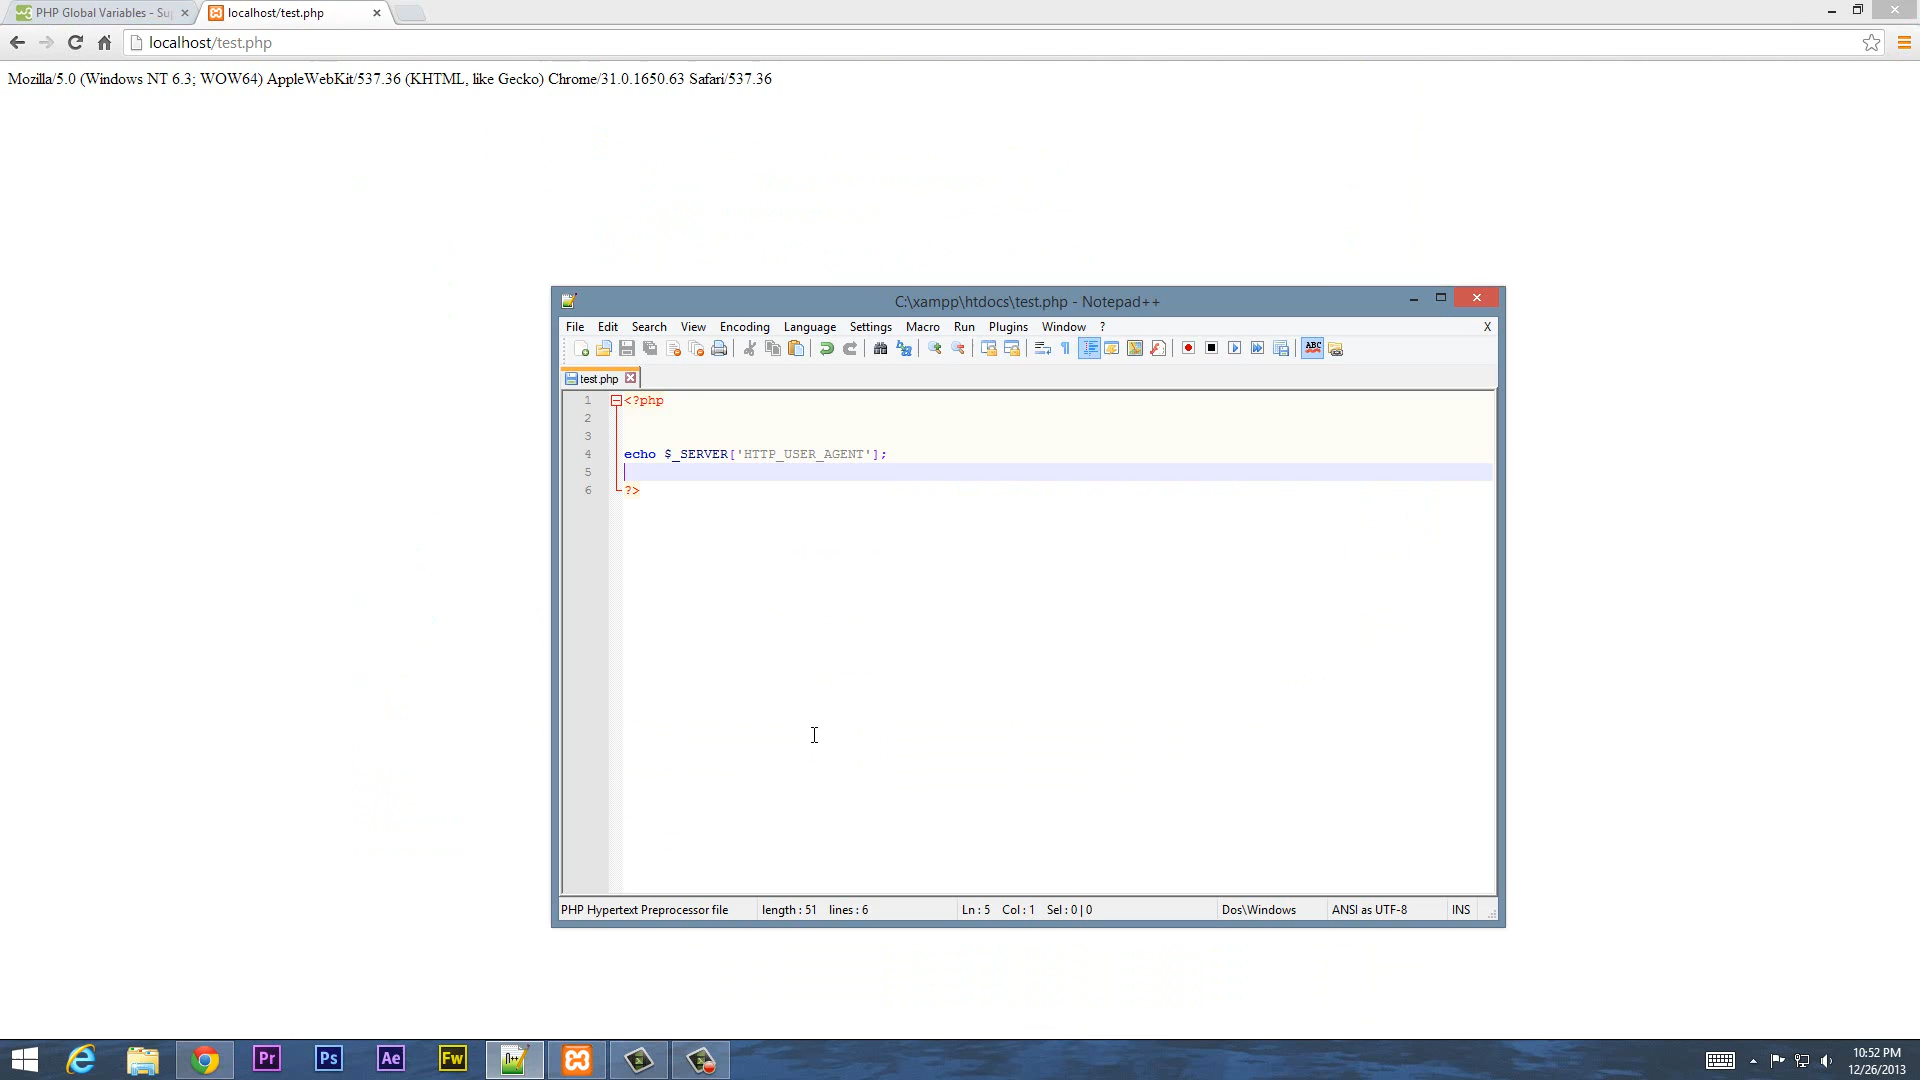 PHP Global Variables - Su
localhost/test.php
localhost/test.php
Mozilla/5.0 (Windows NT 6.3; WOW64) AppleWebKit/537.36 (KHTML, like Gecko) Chrome/31.0.1650.63 Safari/537.36
C:\xampp\htdocs\test.php - Notepad++
File Edit Search View Encoding Language Settings Macro Run Plugins Window ? X
ABC
test.php
1 <?php
2
3
4 echo $_SERVER['HTTP_USER_AGENT'];
5
6 ?>
PHP Hypertext Preprocessor file length : 51 lines : 6 Ln : 5 Col : 1 Sel : 0 | 0 Dos\Windows ANSI as UTF-8 INS
Pr Ps Ae Fw
10:52 PM
12/26/2013